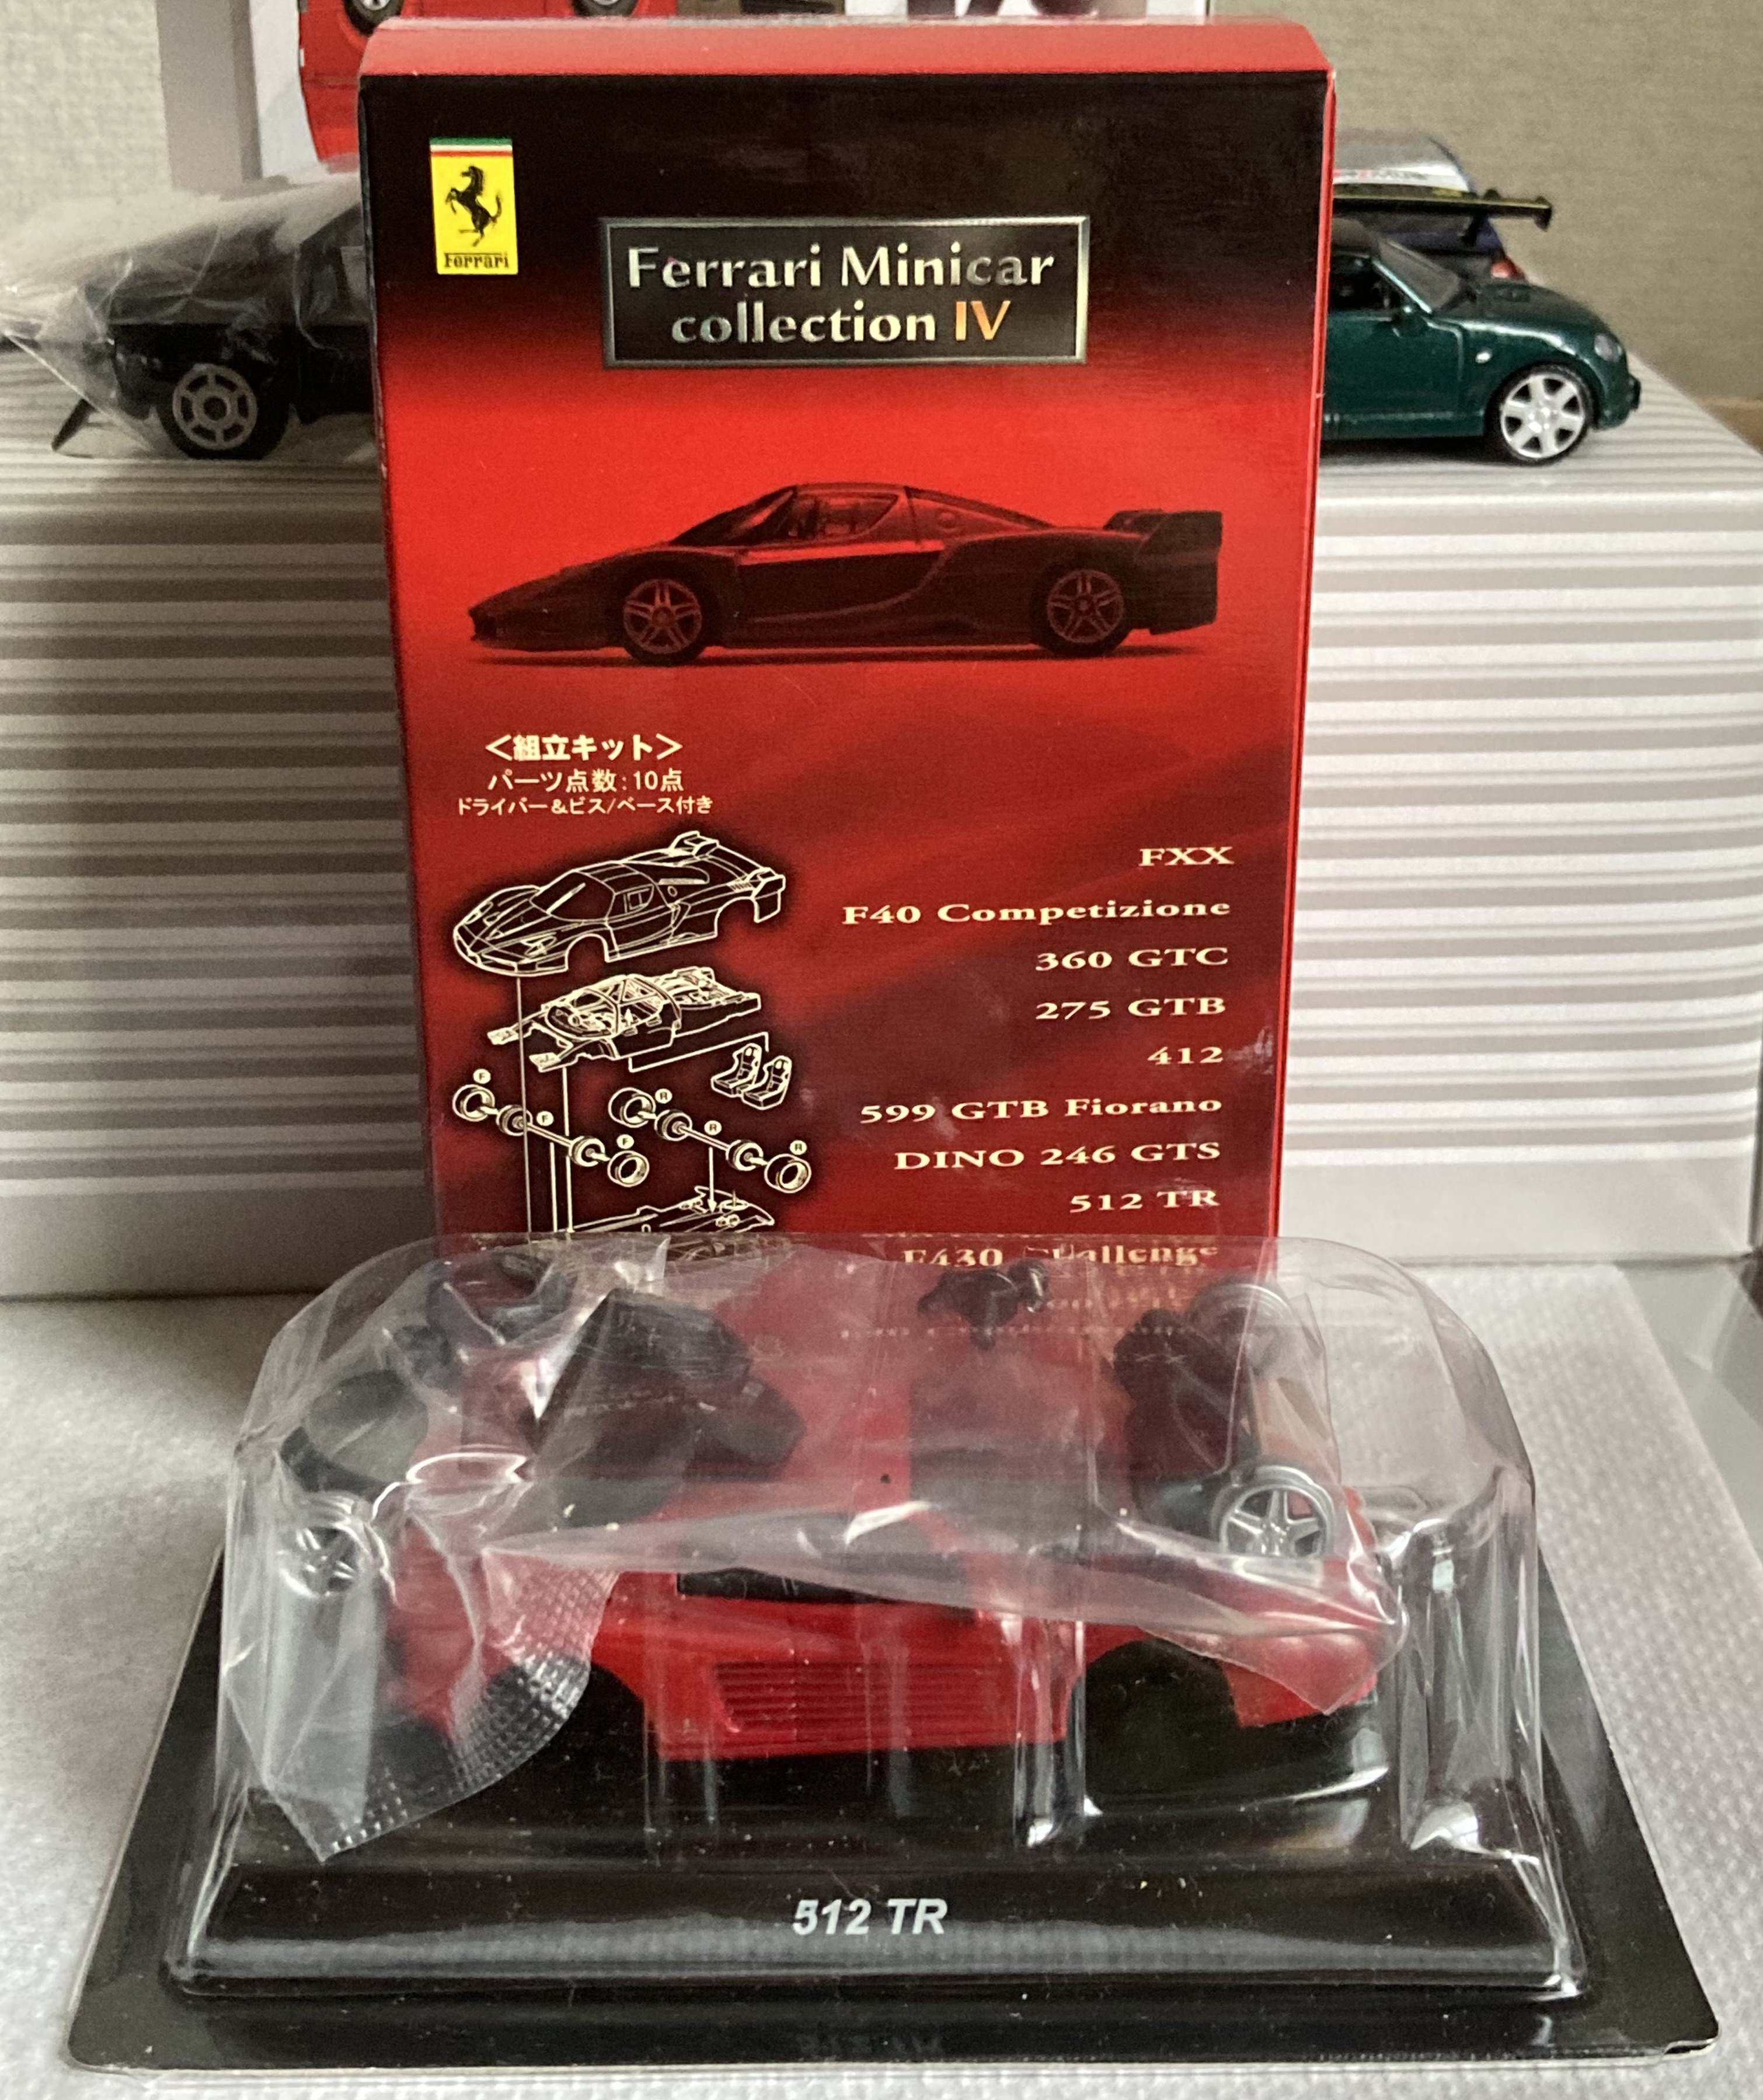 Ferrari
Ferrari Minicar
collection IV
＜組立キット＞
パーツ点数:10点
ドライバー&ビス/ベース付き
FXX
F40 Competizione
360 GTC
275 GTB
412
599 GTB Fiorano
DINO 246 GTS
512 TR
F430 Challenge
F
F
F
R
R
R
512 TR